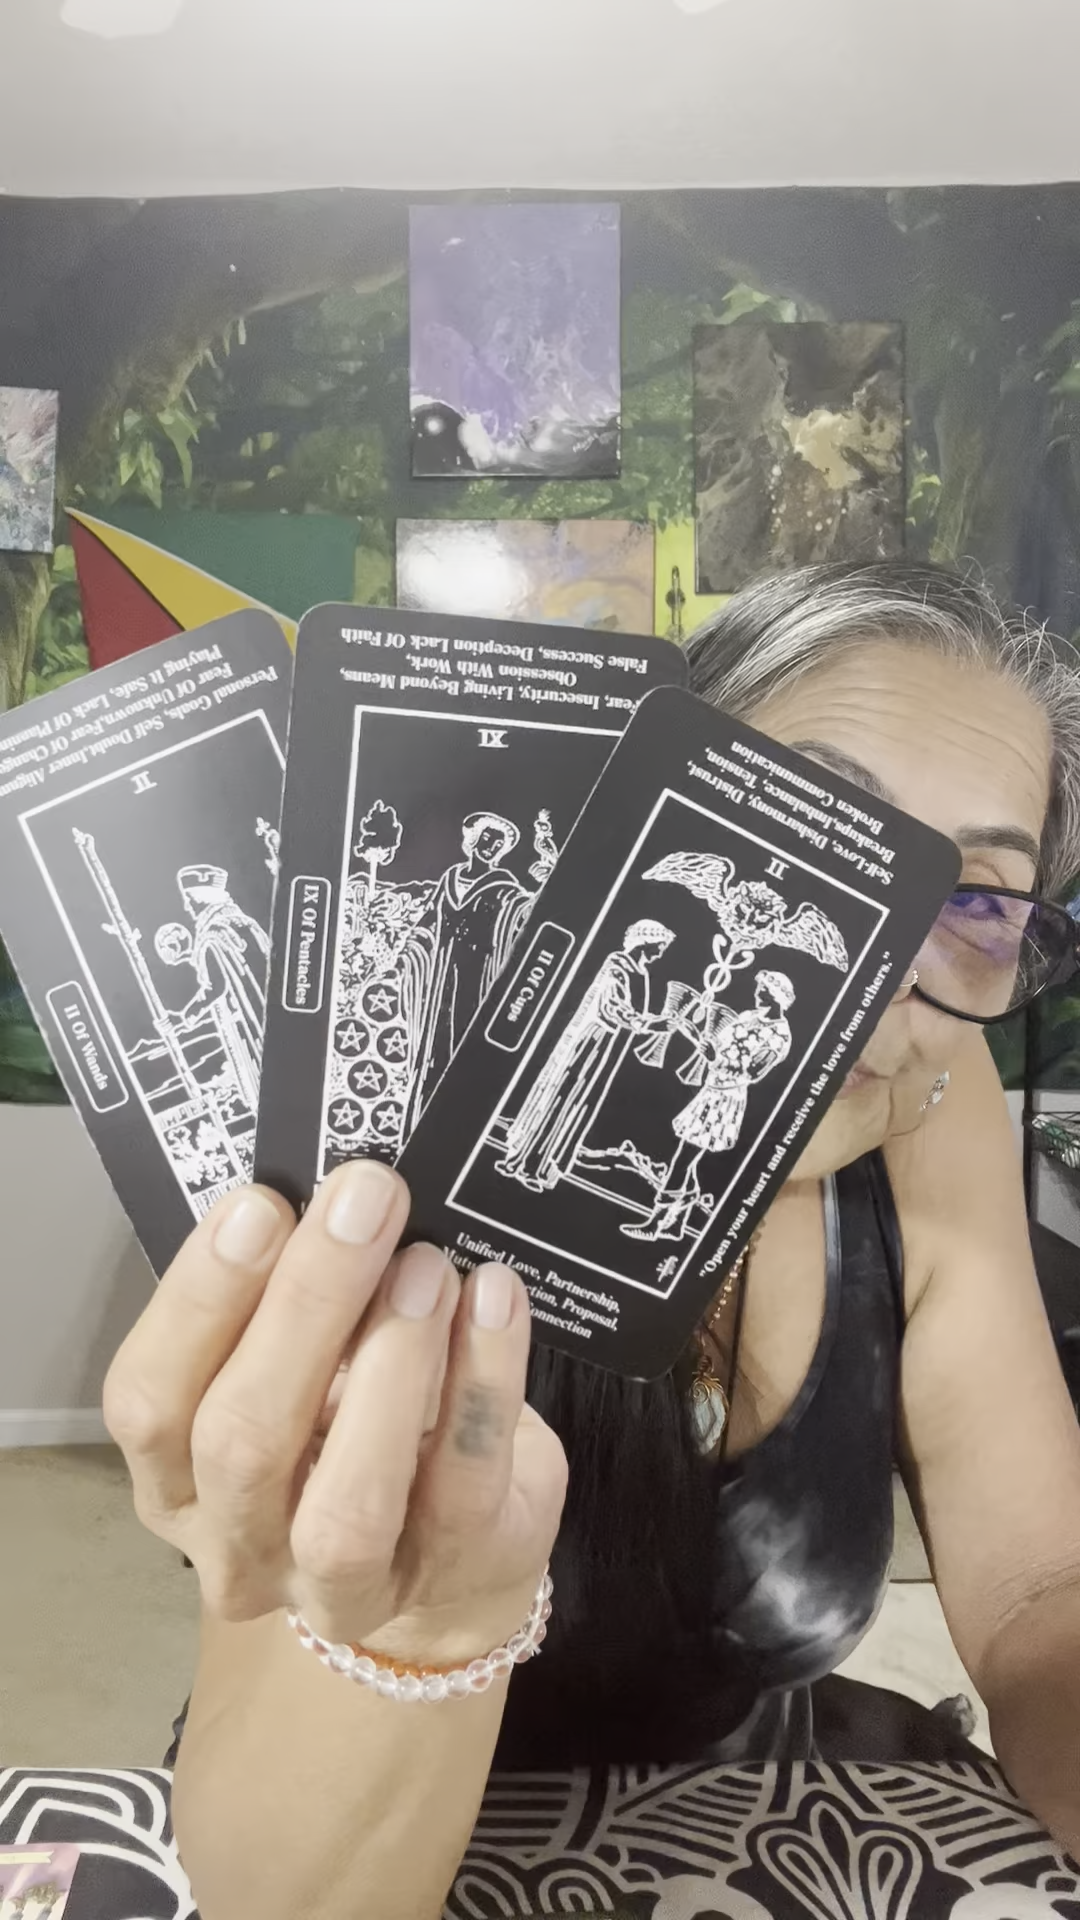 Personal Goals, Self Doubt,Inner
Fear Of Unknown,Fear Of Change
Playing It Safe, Lack Of
II
II Of Wands
Fear, Insecurity, Living Beyond Means,
Obsession With Work,
False Success, Deception Lack Of Faith
IX
IX Of Pentacles
Self-Love, Disharmony, Distrust,
Breakups,Imbalance, Tension,
Broken Communication
II
II Of Cups
"Open your heart and receive the love from others."
Unified Love, Partnership,
Proposal,
Connection